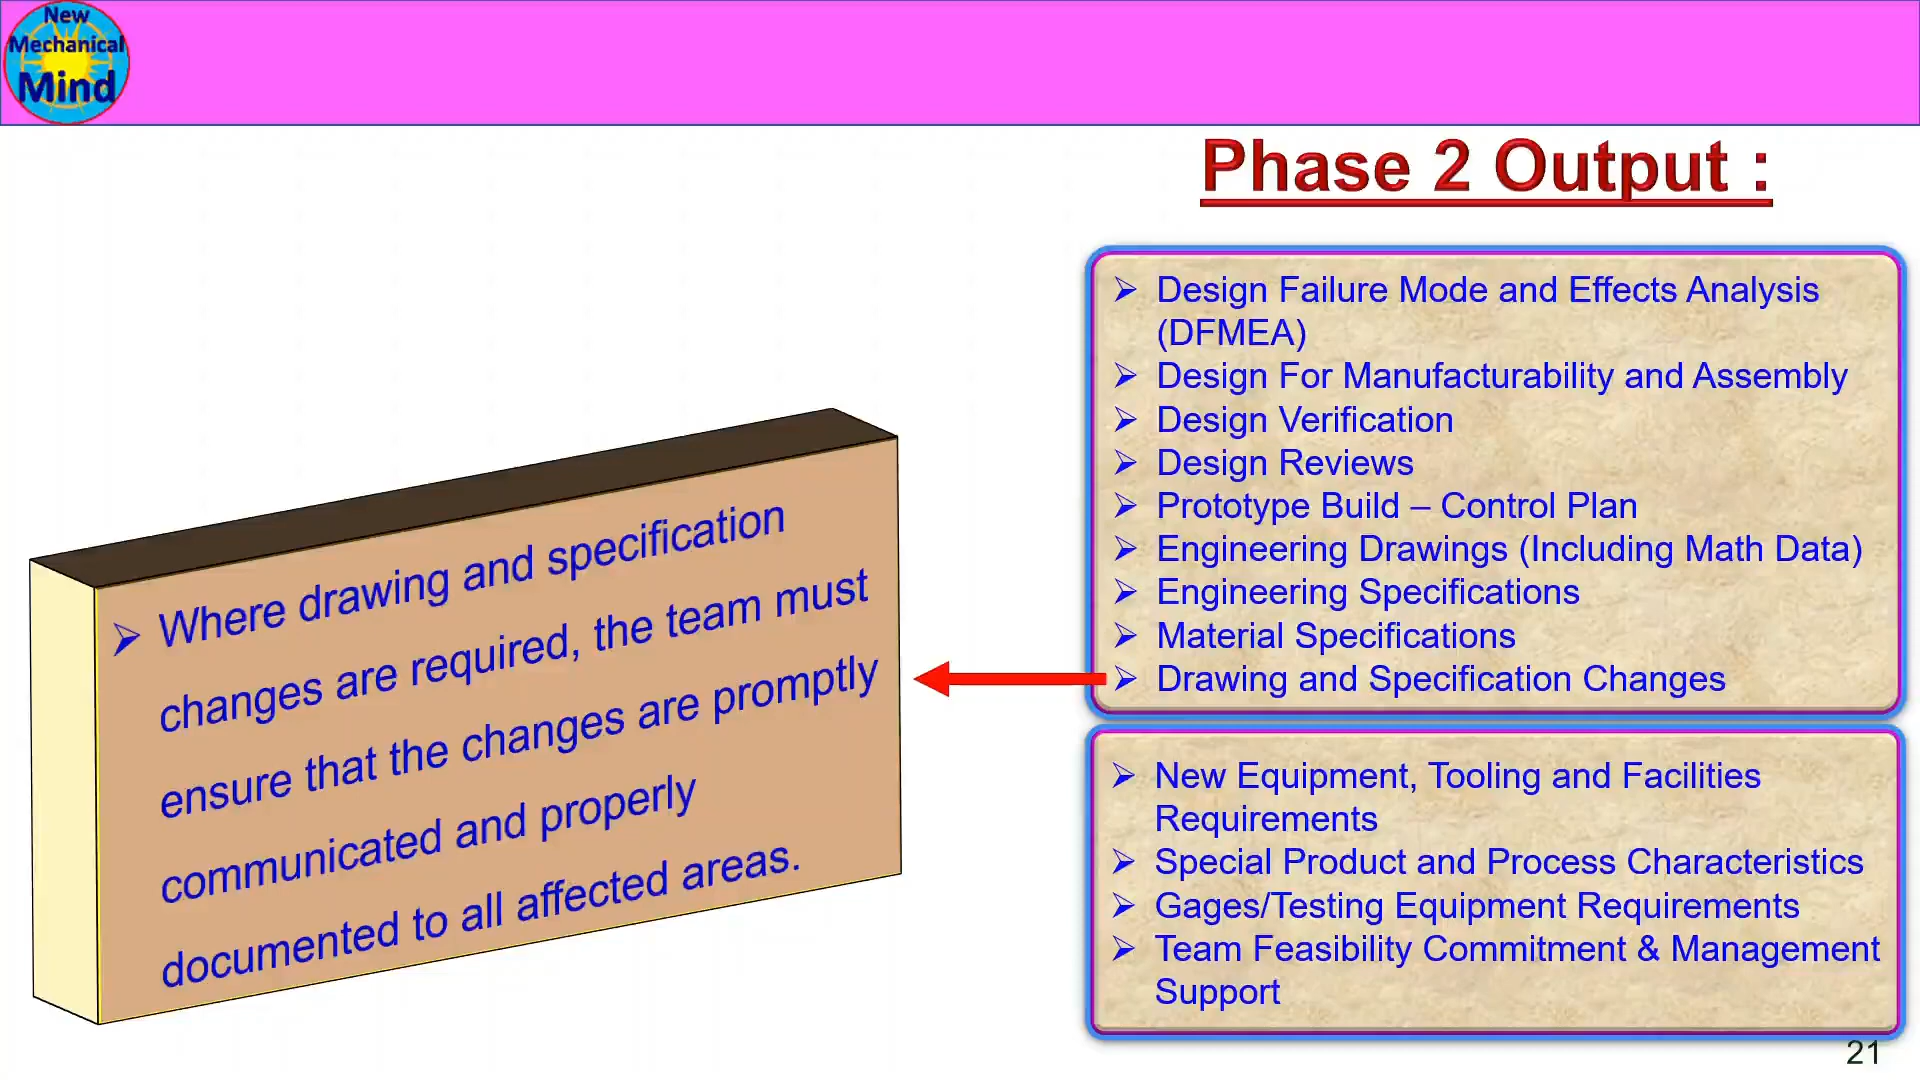 New
Mechanical
Mind
Phase 2 Output :
➢ Design Failure Mode and Effects Analysis
(DFMEA)
➢ Design For Manufacturability and Assembly
➢ Design Verification
➢ Design Reviews
➢ Prototype Build – Control Plan
➢ Engineering Drawings (Including Math Data)
➢ Engineering Specifications
➢ Material Specifications
➢ Drawing and Specification Changes
➢ Where drawing and specification
changes are required, the team must
ensure that the changes are promptly
communicated and properly
documented to all affected areas.
➢ New Equipment, Tooling and Facilities
Requirements
➢ Special Product and Process Characteristics
➢ Gages/Testing Equipment Requirements
➢ Team Feasibility Commitment & Management
Support
21